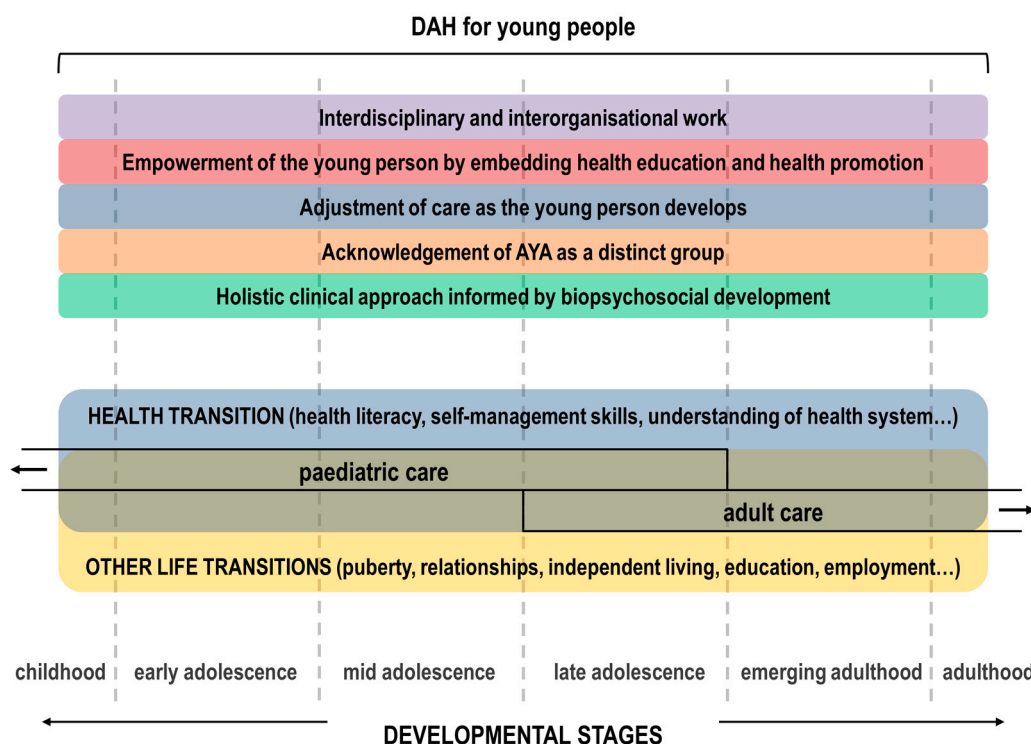 DAH for young people
Interdisciplinary and interorganisational work
Empowerment of the young person by embedding health education and health promotion
Adjustment of care as the young person develops
Acknowledgement of AYA as a distinct group
Holistic clinical approach informed by biopsychosocial development
HEALTH TRANSITION (health literacy, self-management skills, understanding of health system…)
paediatric care
adult care
OTHER LIFE TRANSITIONS (puberty, relationships, independent living, education, employment…)
childhood early adolescence mid adolescence late adolescence emerging adulthood adulthood
DEVELOPMENTAL STAGES